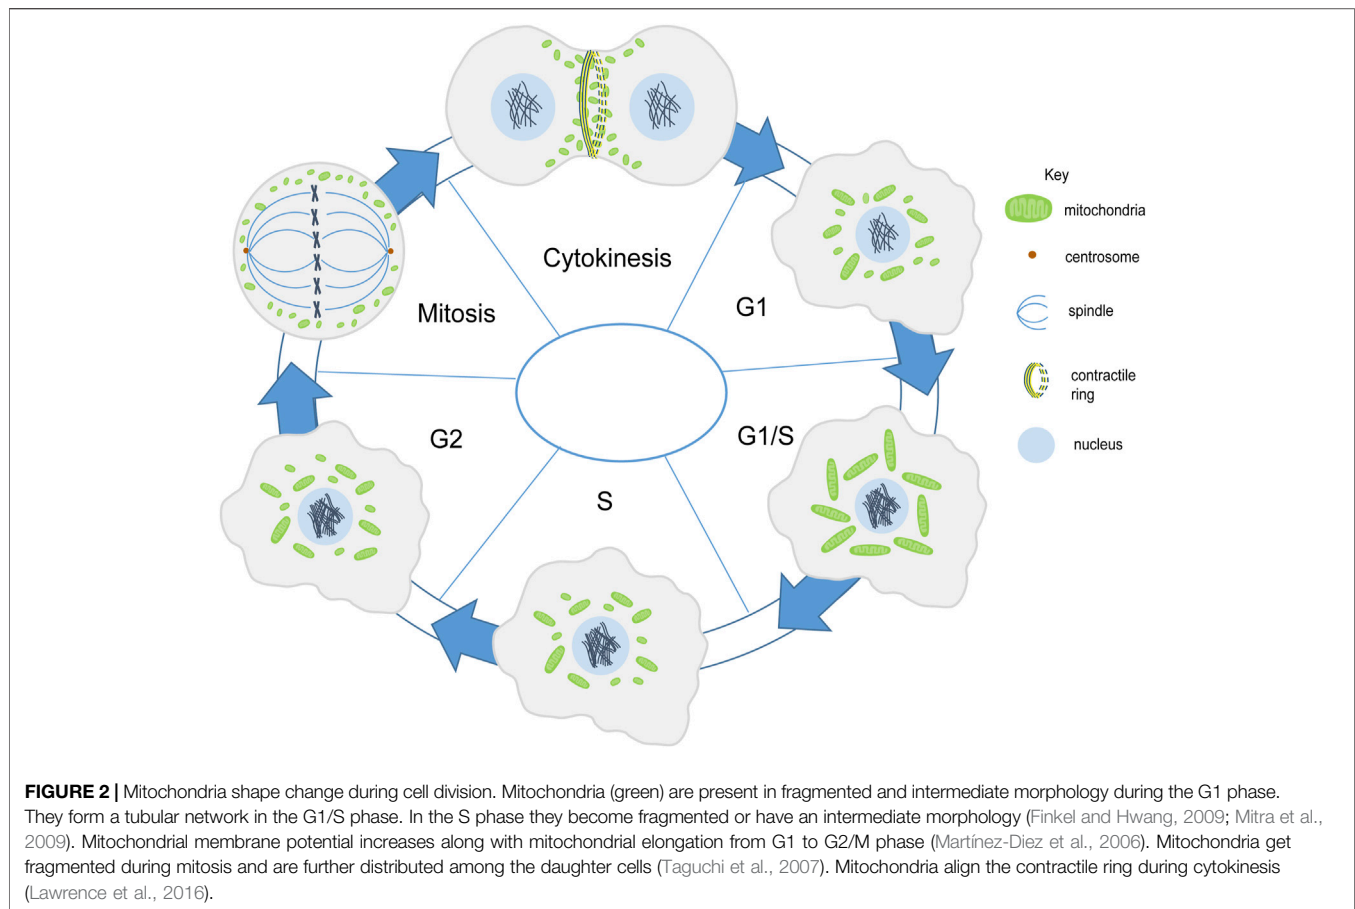 Cytokinesis
Mitosis
G1
G2
G1/S
S
Key
mitochondria
centrosome
spindle
contractile
ring
nucleus
FIGURE 2 | Mitochondria shape change during cell division. Mitochondria (green) are present in fragmented and intermediate morphology during the G1 phase.
They form a tubular network in the G1/S phase. In the S phase they become fragmented or have an intermediate morphology (Finkel and Hwang, 2009; Mitra et al.,
2009). Mitochondrial membrane potential increases along with mitochondrial elongation from G1 to G2/M phase (Martínez-Diez et al., 2006). Mitochondria get
fragmented during mitosis and are further distributed among the daughter cells (Taguchi et al., 2007). Mitochondria align the contractile ring during cytokinesis
(Lawrence et al., 2016).